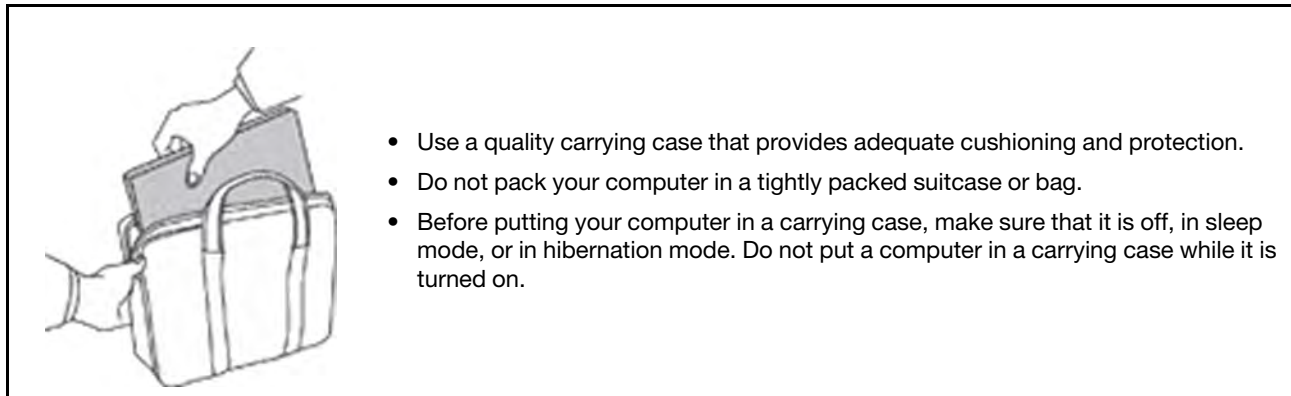 • Use a quality carrying case that provides adequate cushioning and protection.
• Do not pack your computer in a tightly packed suitcase or bag.
• Before putting your computer in a carrying case, make sure that it is off, in sleep
mode, or in hibernation mode. Do not put a computer in a carrying case while it is
turned on.